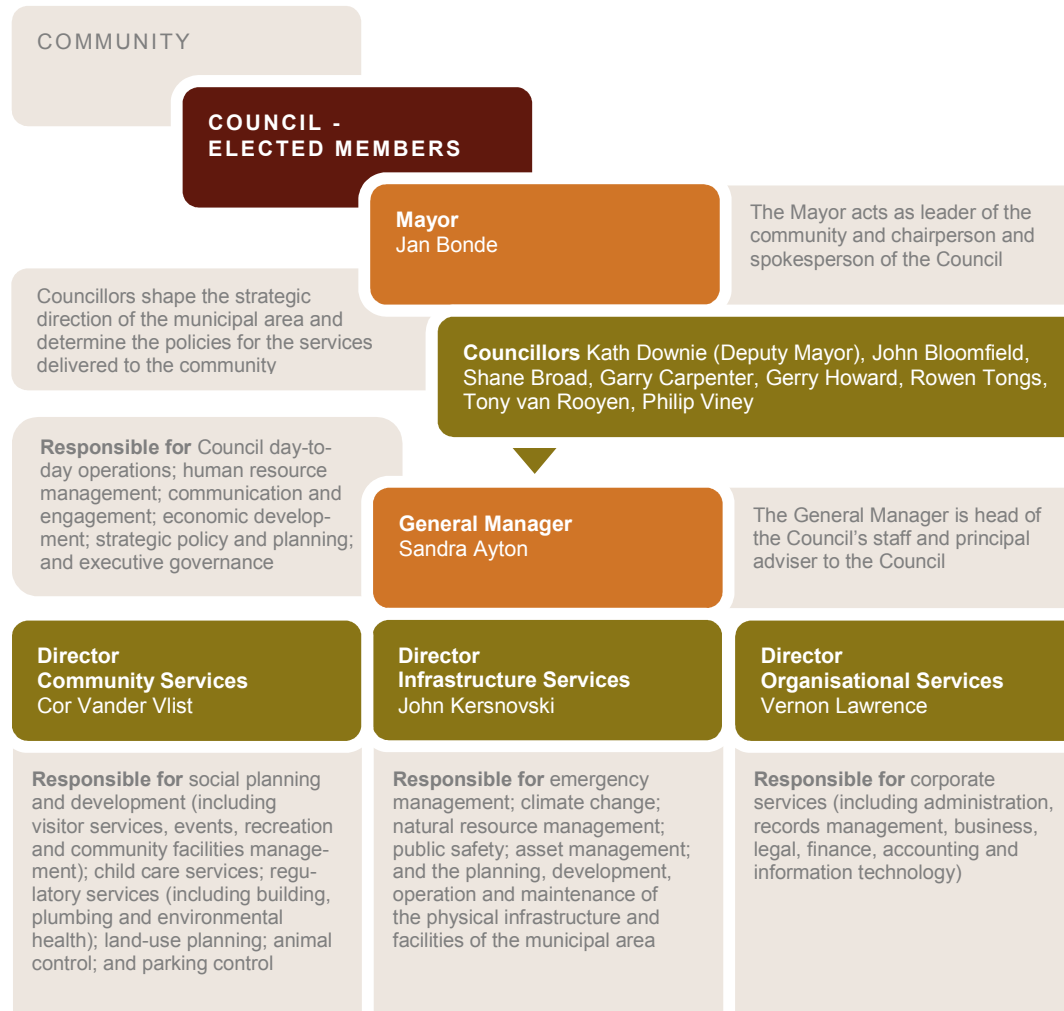 COMMUNITY
COUNCIL -
ELECTED MEMBERS
Mayor
Jan Bonde
The Mayor acts as leader of the
community and chairperson and
spokesperson of the Council
Councillors shape the strategic
direction of the municipal area and
determine the policies for the services
delivered to the community
Councillors Kath Downie (Deputy Mayor), John Bloomfield,
Shane Broad, Garry Carpenter, Gerry Howard, Rowen Tongs,
Tony van Rooyen, Philip Viney
Responsible for Council day-to-
day operations; human resource
management; communication and
engagement; economic develop-
ment; strategic policy and planning;
and executive governance
General Manager
Sandra Ayton
The General Manager is head of
the Council's staff and principal
adviser to the Council
Director
Community Services
Cor Vander Vlist
Director
Infrastructure Services
John Kersnovski
Director
Organisational Services
Vernon Lawrence
Responsible for social planning
and development (including
visitor services, events, recreation
and community facilities manage-
ment); child care services; regu-
latory services (including building,
plumbing and environmental
health); land-use planning; animal
control; and parking control
Responsible for emergency
management; climate change;
natural resource management;
public safety; asset management;
and the planning, development,
operation and maintenance of
the physical infrastructure and
facilities of the municipal area
Responsible for corporate
services (including administration,
records management, business,
legal, finance, accounting and
information technology)